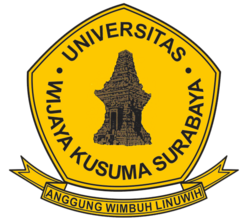 • UNIVERSITAS •
WIJAYA KUSUMA SURABAYA
ANGGUNG WIMBUH LINUWIH